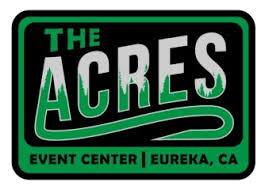 THE
ACRES
EVENT CENTER | EUREKA, CA